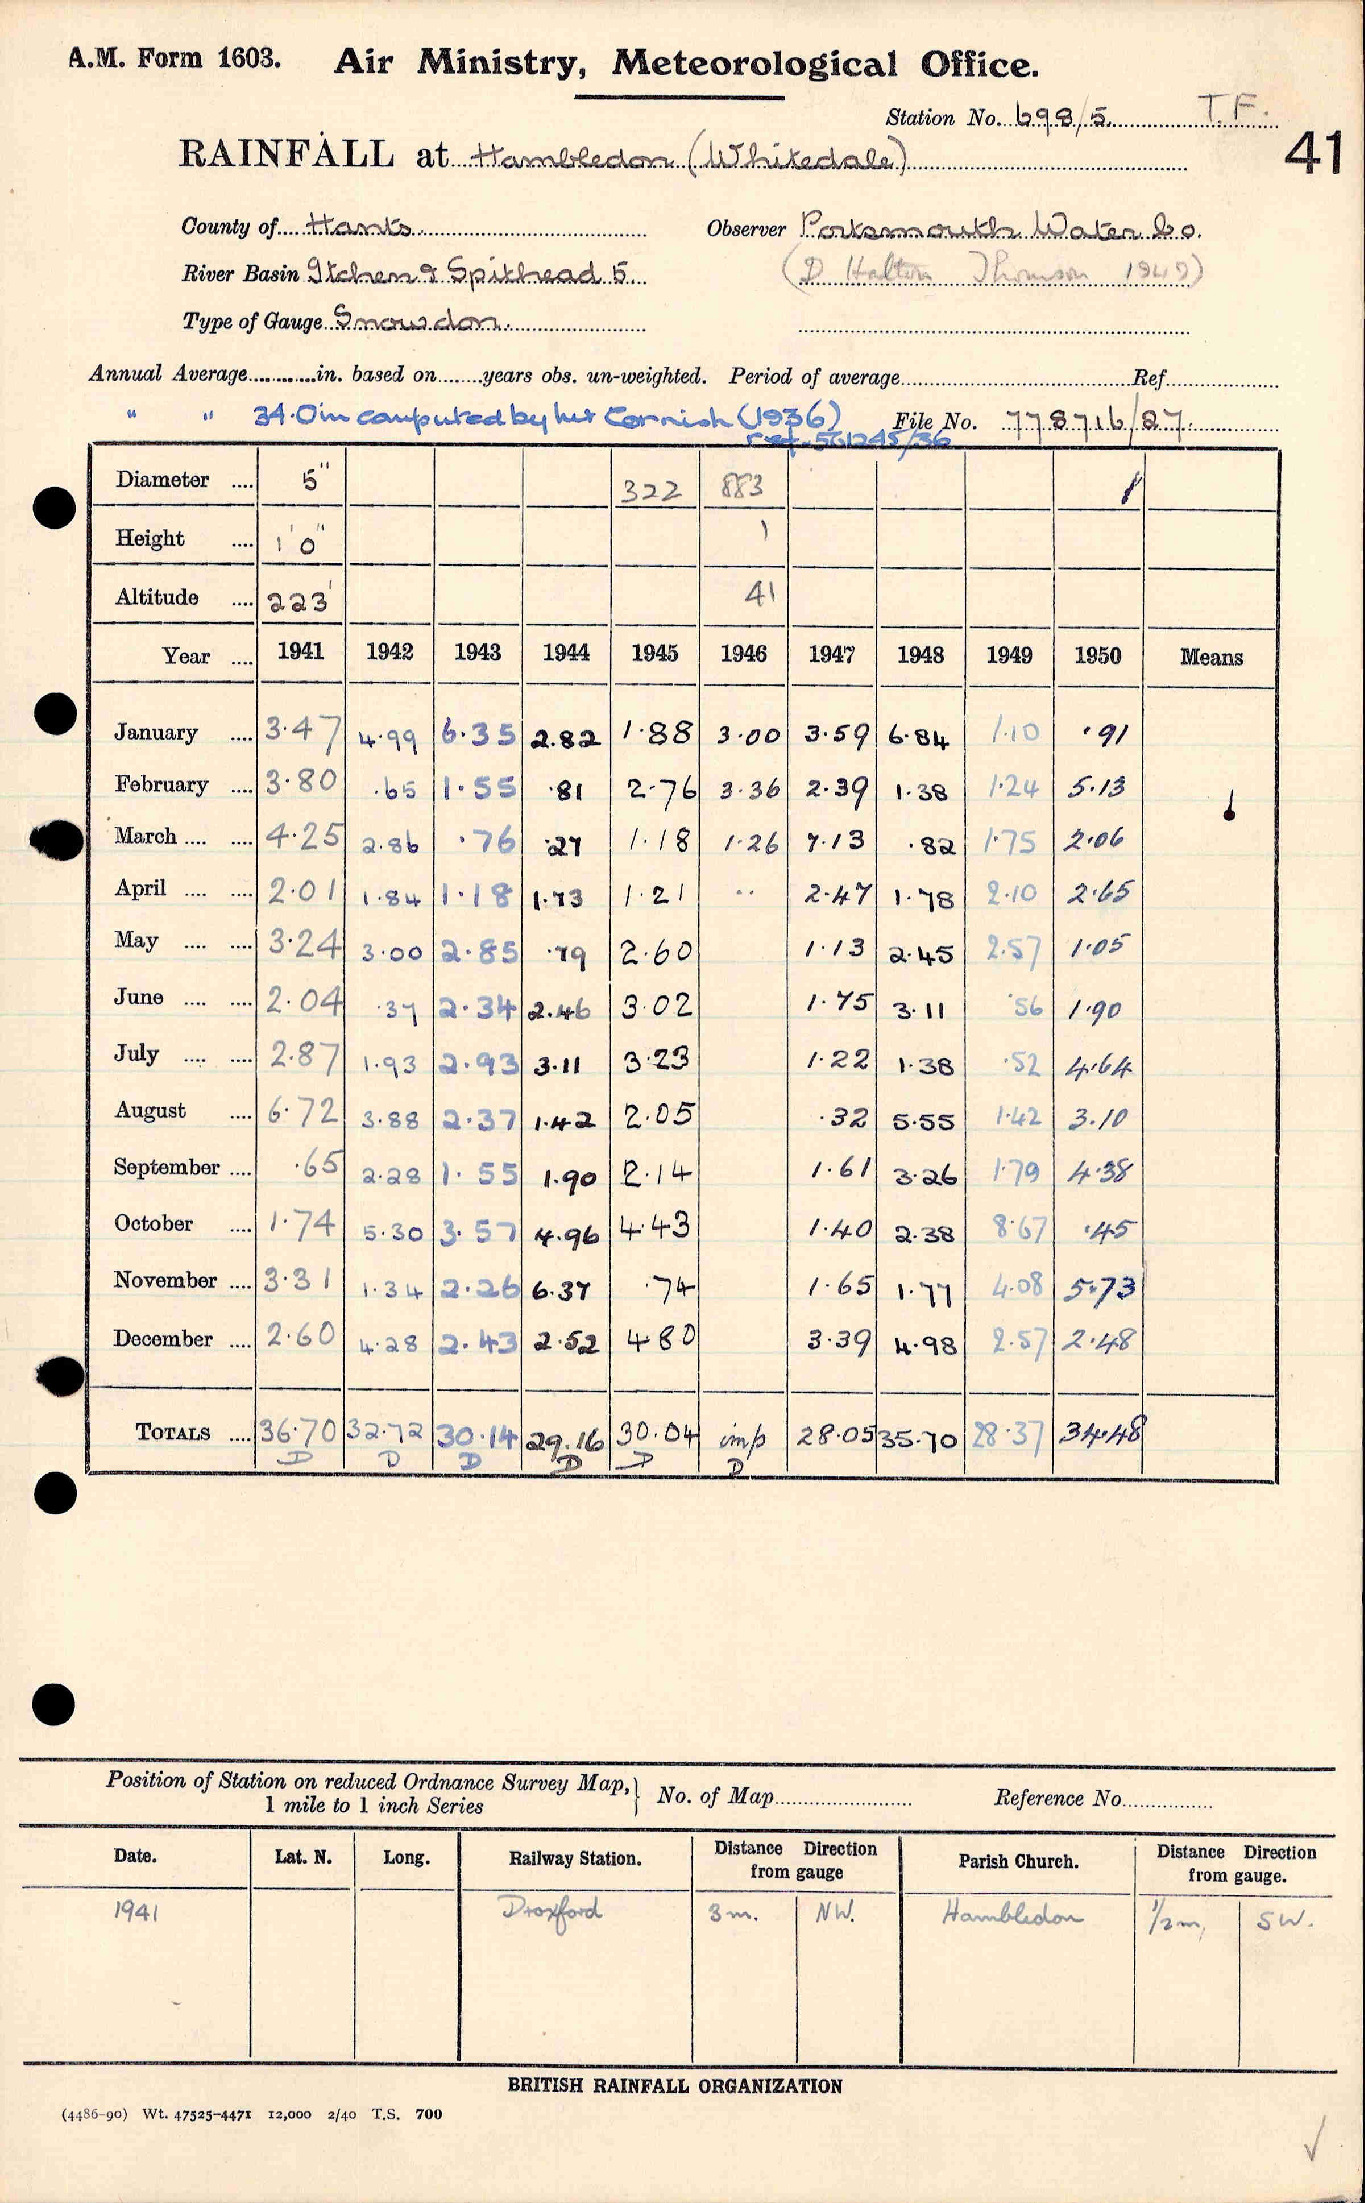 A.M. Form 1603. Air Ministry, Meteorological Office.
Station No. 698/5. T.F.
41
RAINFALL at Hambledon (Whitedale)
County of Hants Observer Portsmouth Water Co.
River Basin Itchen & Spithead 5. (D Halton Thomson 1949)
Type of Gauge Snowdon.
Annual Average............in. based on........years obs. un-weighted. Period of average Ref.
" " 34.0in computed by Mr Cornish (1936) File No. 778716/27.
ref. 561245/36
Diameter .... 5" 322 883
Height .... 1' 0" 1
Altitude .... 223' 41
Year .... 1941 1942 1943 1944 1945 1946 1947 1948 1949 1950 Means
January .... 3.47 4.99 6.35 2.82 1.88 3.00 3.59 6.84 1.10 .91
February .... 3.80 .65 1.55 .81 2.76 3.36 2.39 1.38 1.24 5.13
March .... .... 4.25 2.86 .76 .27 1.18 1.26 7.13 .82 1.75 2.06
April .... .... 2.01 1.84 1.18 1.73 1.21 .. 2.47 1.78 2.10 2.65
May .... .... 3.24 3.00 2.85 .79 2.60 1.13 2.45 2.57 1.05
June .... .... 2.04 .37 2.34 2.46 3.02 1.75 3.11 .56 1.90
July .... .... 2.87 1.93 2.93 3.11 3.23 1.22 1.38 .52 4.64
August .... 6.72 3.88 2.37 1.42 2.05 .32 5.55 1.42 3.10
September .... .65 2.28 1.55 1.90 2.14 1.61 3.26 1.79 4.38
October .... 1.74 5.30 3.57 4.96 4.43 1.40 2.38 8.67 .45
November .... 3.31 1.34 2.26 6.37 .74 1.65 1.77 4.08 5.73
December .... 2.60 4.28 2.43 2.52 4.80 3.39 4.98 2.57 2.48
TOTALS .... 36.70 32.72 30.14 29.16 30.04 imp 28.05 35.70 28.37 34.48
D D D D D D
Position of Station on reduced Ordnance Survey Map, No. of Map Reference No.
1 mile to 1 inch Series
Date. Lat. N. Long. Railway Station. Distance Direction from gauge Parish Church. Distance Direction from gauge.
1941 Droxford 3 m. NW. Hambledon 1/2 m, SW.
BRITISH RAINFALL ORGANIZATION
(4486-90) Wt. 47525-4471 12,000 2/40 T.S. 700